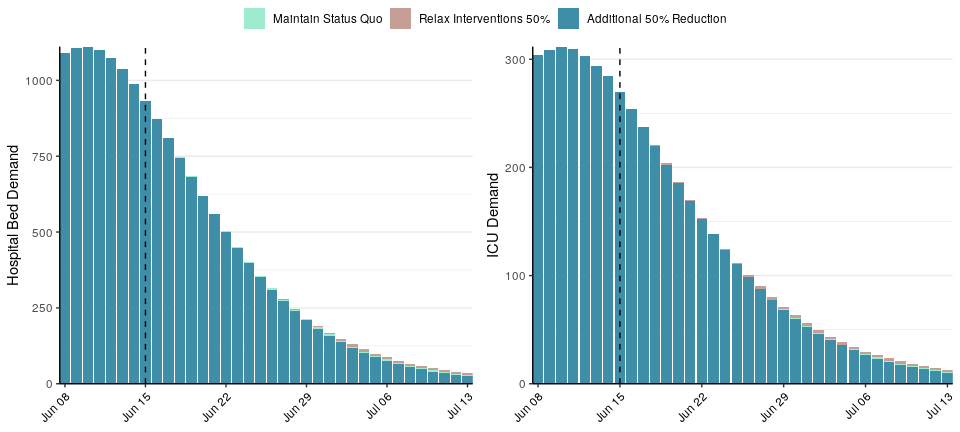 Maintain Status Quo Relax Interventions 50% Additional 50% Reduction
Hospital Bed Demand
1000
750
500
250
0
Jun 08 Jun 15 Jun 22 Jun 29 Jul 06 Jul 13
ICU Demand
300
200
100
0
Jun 08 Jun 15 Jun 22 Jun 29 Jul 06 Jul 13